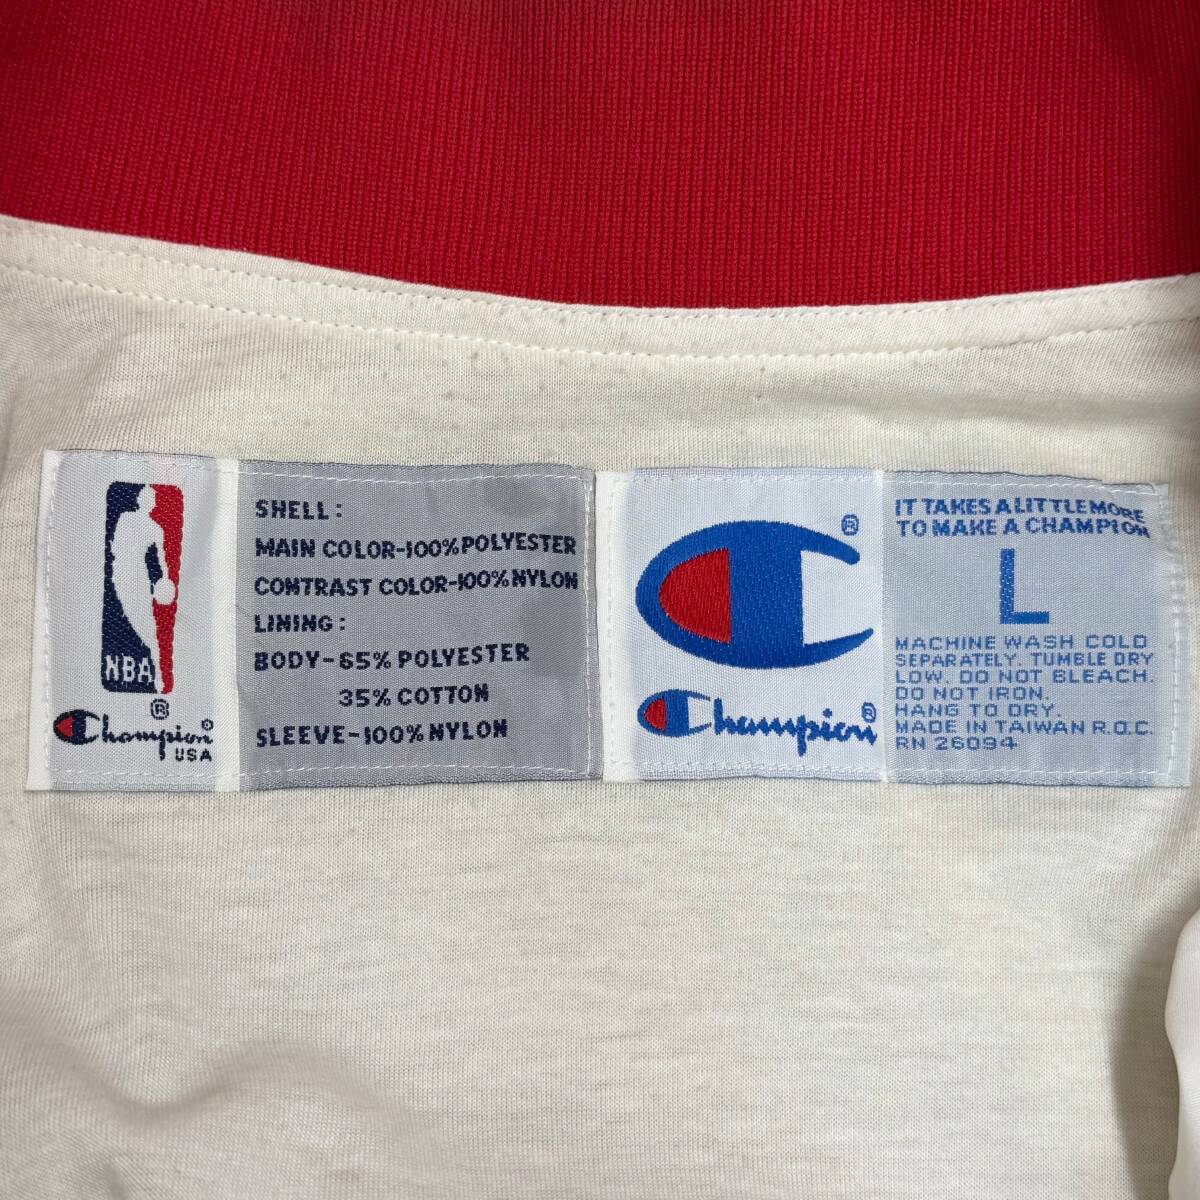 NBA
®
Champion®
USA
SHELL:
MAIN COLOR-100% POLYESTER
CONTRAST COLOR-100% NYLON
LINING:
BODY-65% POLYESTER
35% COTTON
SLEEVE-100% NYLON
®
Champion®
IT TAKES A LITTLE MORE
TO MAKE A CHAMPION
L
MACHINE WASH COLD
SEPARATELY. TUMBLE DRY
LOW. DO NOT BLEACH.
DO NOT IRON.
HANG TO DRY.
MADE IN TAIWAN R.O.C.
RN 26094